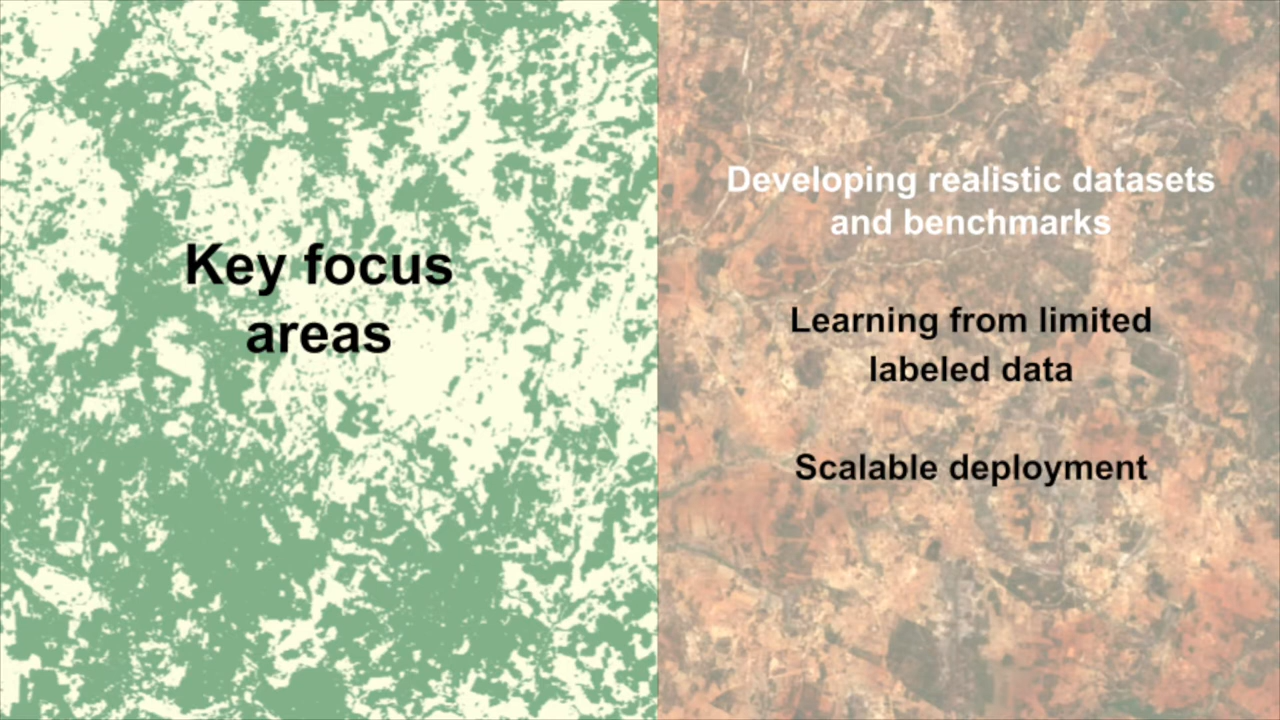 Key focus
areas
Developing realistic datasets
and benchmarks
Learning from limited
labeled data
Scalable deployment